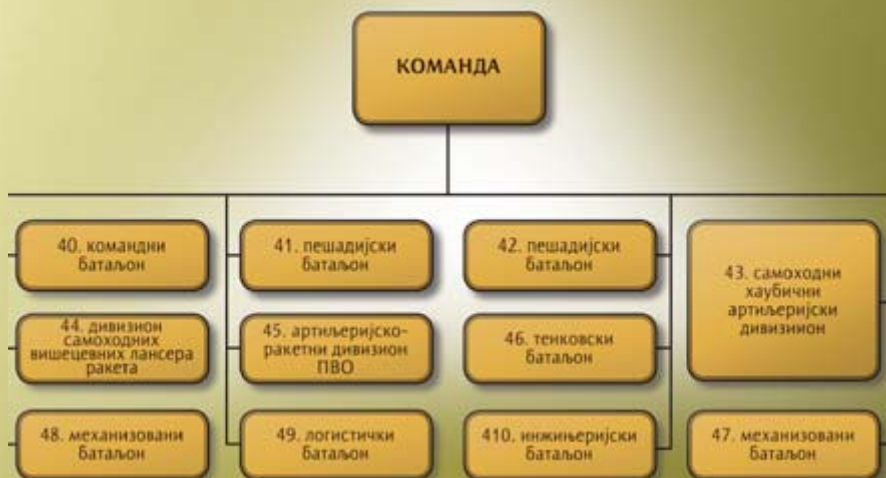 КОМАНДА
40. командни
батаљон
41. пешадијски
батаљон
42. пешадијски
батаљон
43. самоходни
хаубични
артиљеријски
дивизиион
44. дивизион
самоходних
вишецевних лансера
ракета
45. артиљеријско-
ракетни дивизион
ПВО
46. тенковски
батаљон
48. механизовани
батаљон
49. логистички
батаљон
410. инжињеријски
батаљон
47. механизовани
батаљон